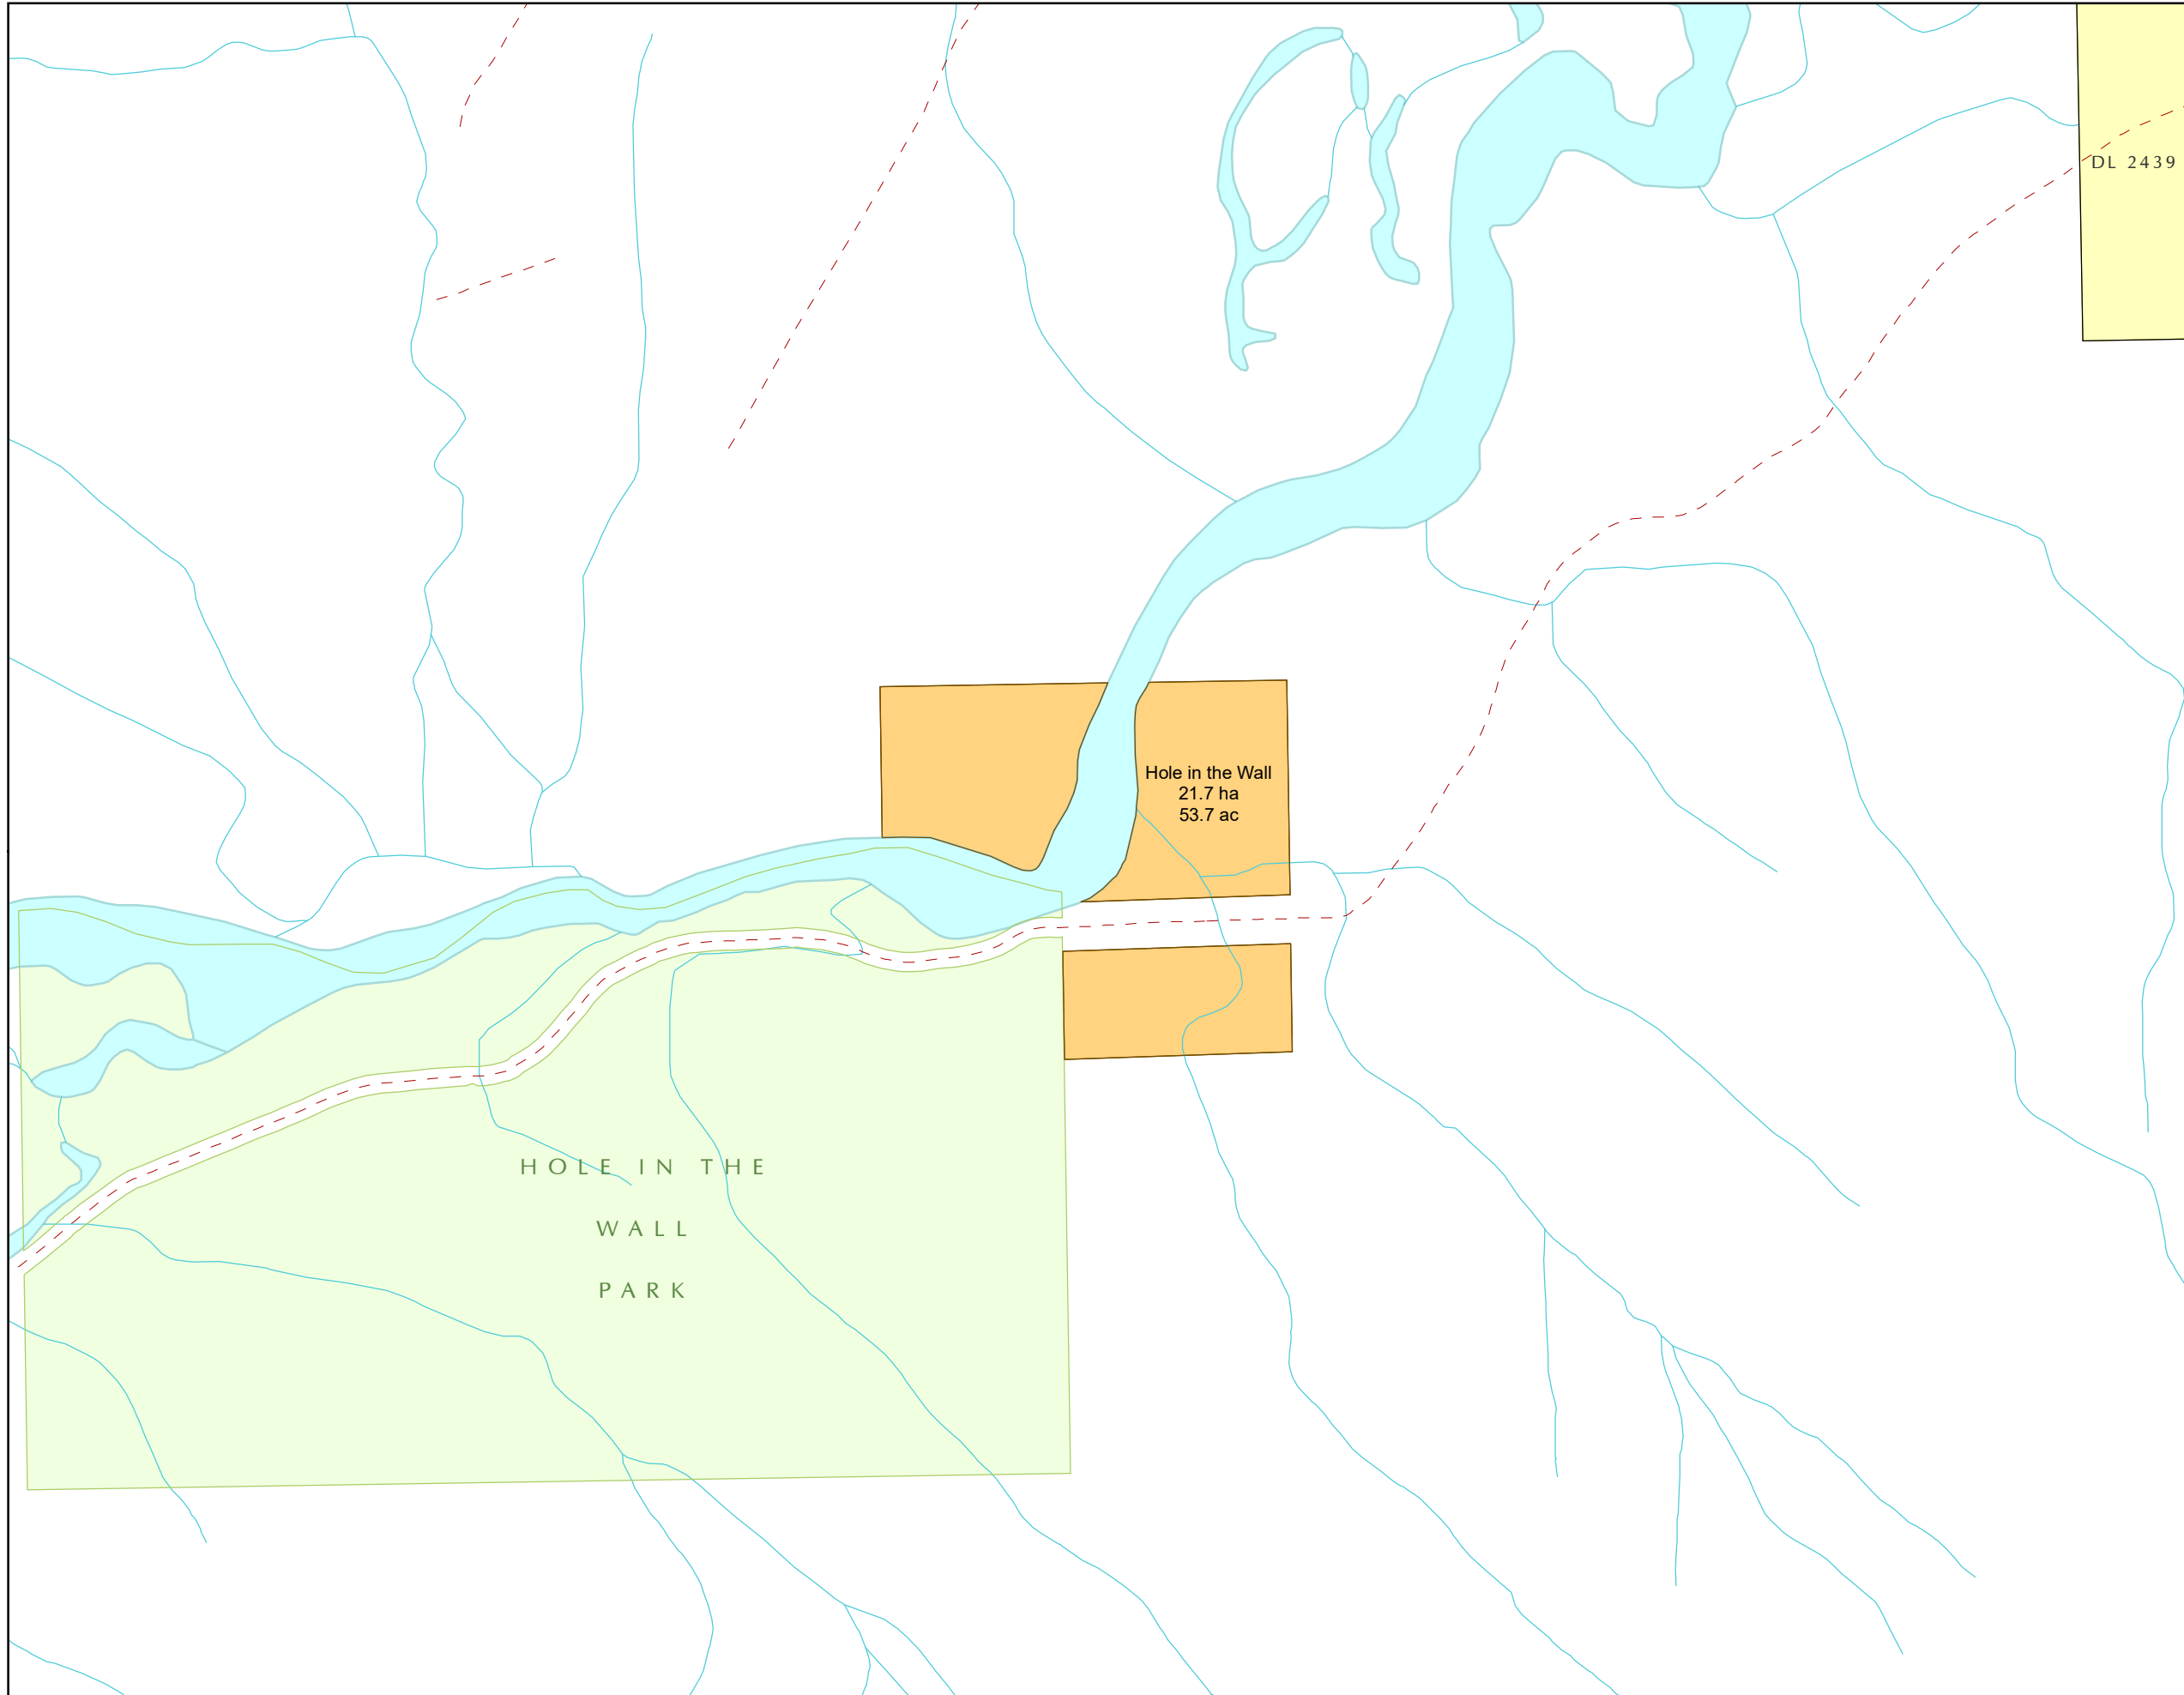 DL 2439
Hole in the Wall
21.7 ha
53.7 ac
HOLE IN THE
WALL
PARK